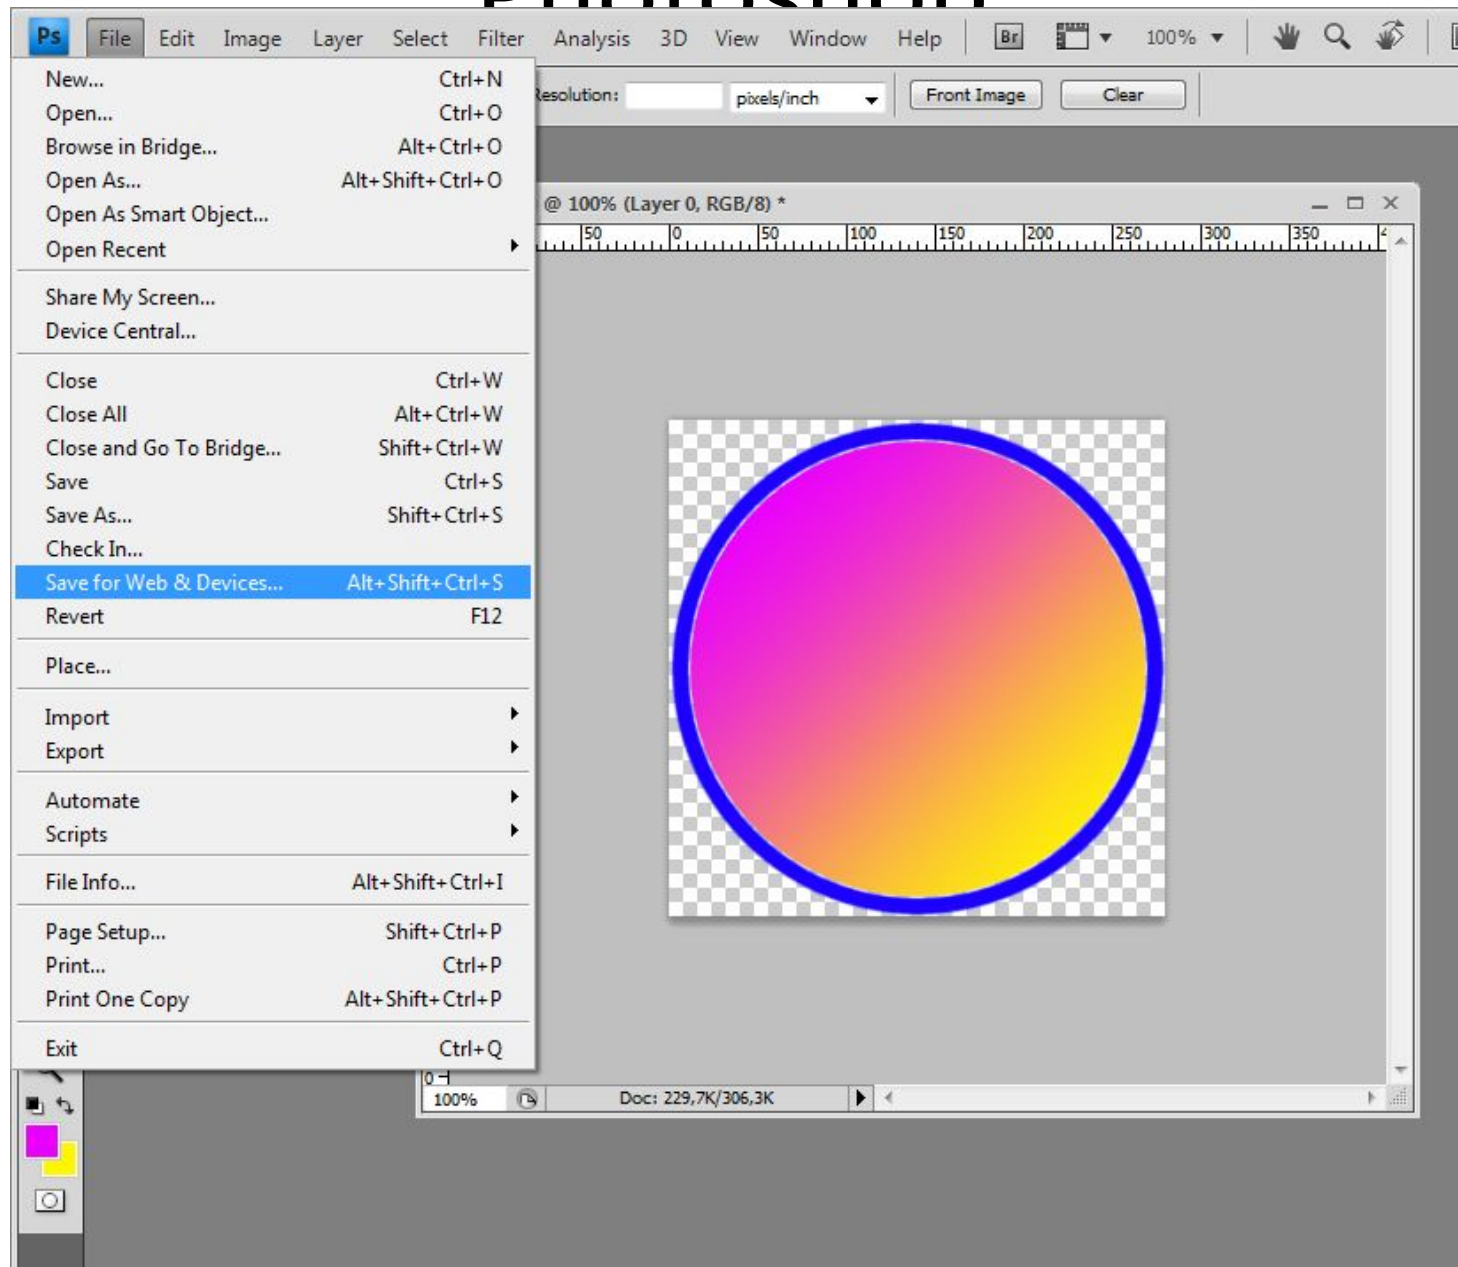 Photoshop
Ps File Edit Image Layer Select Filter Analysis 3D View Window Help Br 100%
Resolution: pixels/inch Front Image Clear
New... Ctrl+N
Open... Ctrl+O
Browse in Bridge... Alt+Ctrl+O
Open As... Alt+Shift+Ctrl+O
Open As Smart Object...
Open Recent
Share My Screen...
Device Central...
Close Ctrl+W
Close All Alt+Ctrl+W
Close and Go To Bridge... Shift+Ctrl+W
Save Ctrl+S
Save As... Shift+Ctrl+S
Check In...
Save for Web & Devices... Alt+Shift+Ctrl+S
Revert F12
Place...
Import
Export
Automate
Scripts
File Info... Alt+Shift+Ctrl+I
Page Setup... Shift+Ctrl+P
Print... Ctrl+P
Print One Copy Alt+Shift+Ctrl+P
Exit Ctrl+Q
@ 100% (Layer 0, RGB/8) *
50 0 50 100 150 200 250 300 350
0
100% Doc: 229,7K/306,3K